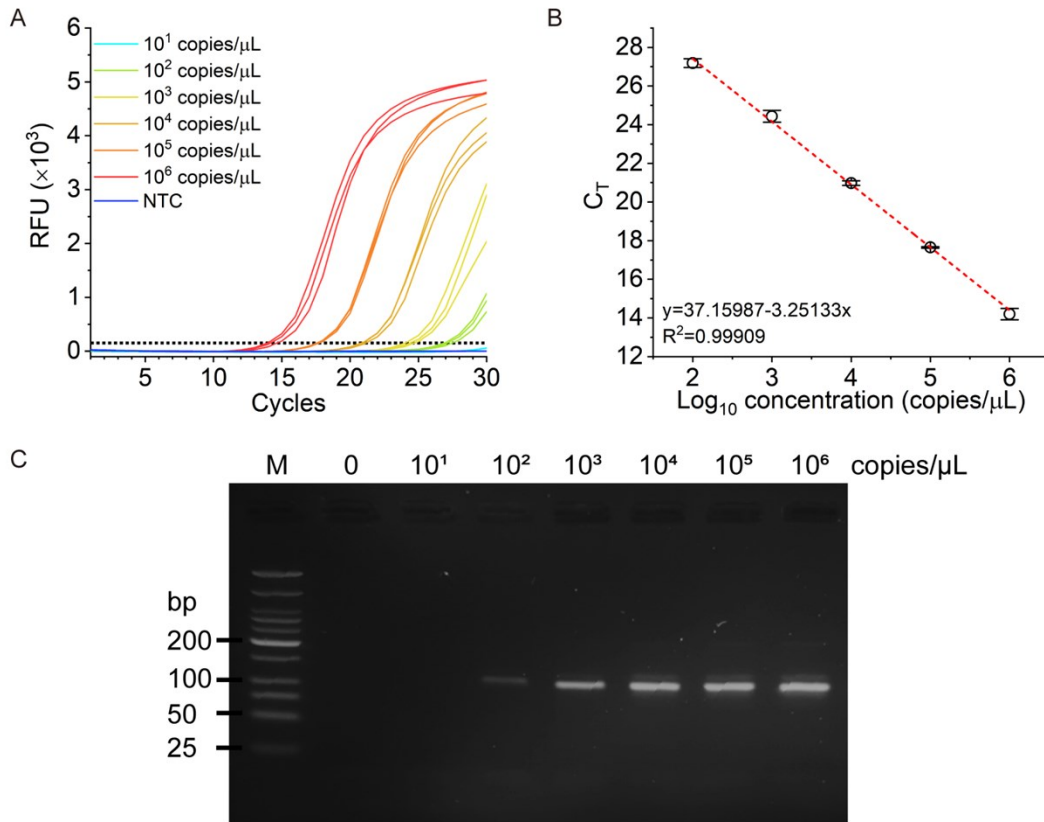 A
10¹ copies/μL
10² copies/μL
10³ copies/μL
10⁴ copies/μL
10⁵ copies/μL
10⁶ copies/μL
NTC
RFU (×10³)
6
5
4
3
2
1
0
5 10 15 20 25 30
Cycles
B
C_T
28
26
24
22
20
18
16
14
12
y=37.15987-3.25133x
R²=0.99909
2 3 4 5 6
Log₁₀ concentration (copies/μL)
C
M 0 10¹ 10² 10³ 10⁴ 10⁵ 10⁶ copies/μL
bp
200
100
50
25